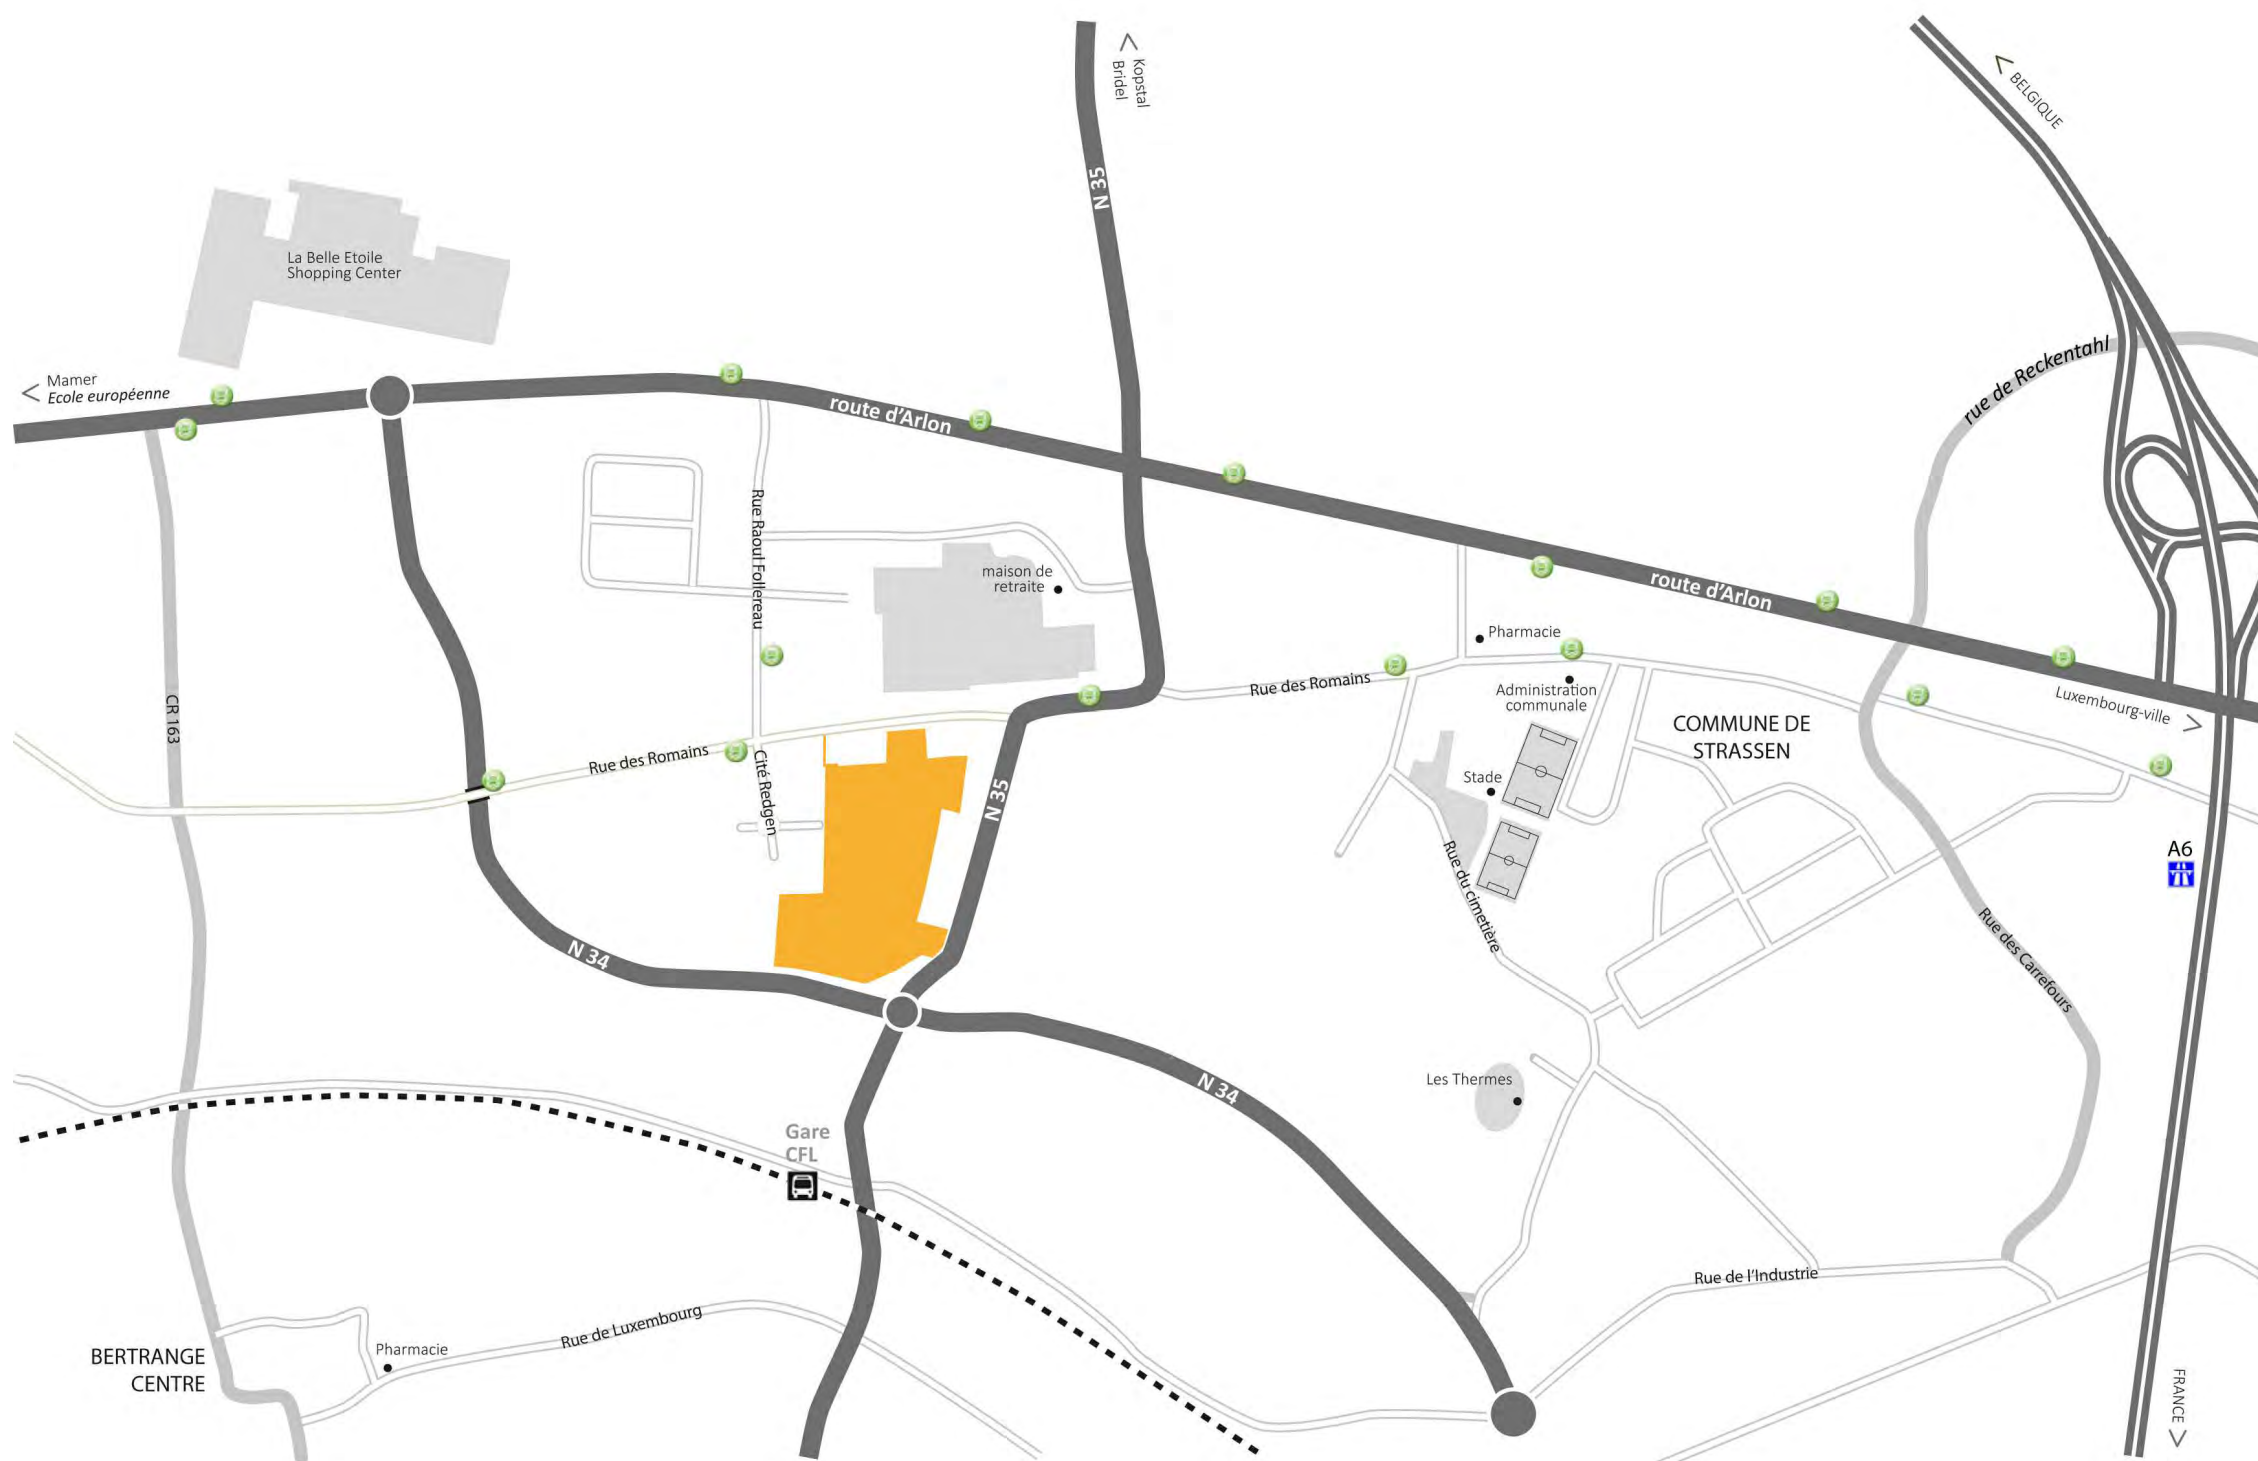 Kopstal
Bridel
BELGIQUE
N 35
La Belle Etoile
Shopping Center
rue de Reckentahl
Mamer
Ecole européenne
route d'Arlon
Rue Raoul Follereau
maison de
retraite
route d'Arlon
Pharmacie
Rue des Romains
Administration
communale
Luxembourg-ville
CR 163
COMMUNE DE
STRASSEN
Rue des Romains
Cité Redgen
N 35
Stade
A6
Rue du cimetière
Rue des Carrefours
N 34
Les Thermes
N 34
Gare
CFL
Rue de l'Industrie
Rue de Luxembourg
Pharmacie
BERTRANGE
CENTRE
FRANCE